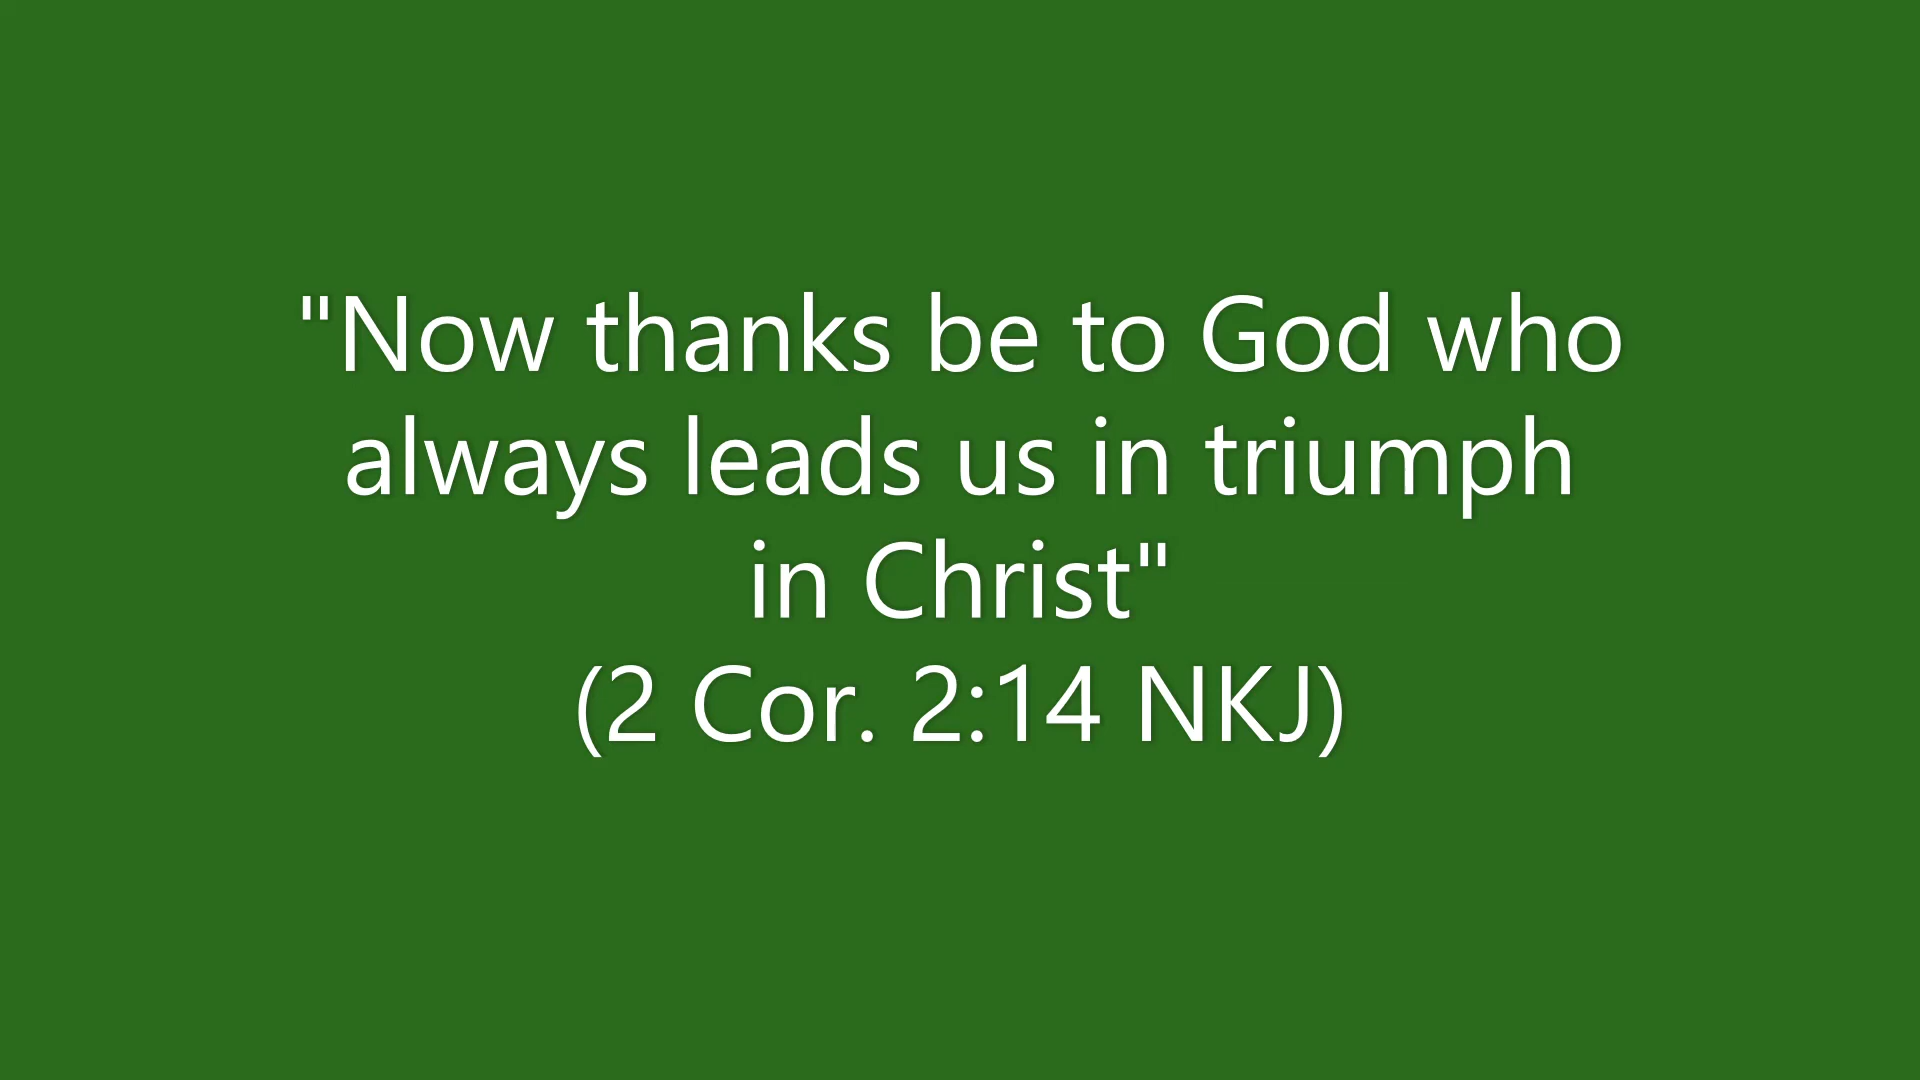 "Now thanks be to God who
always leads us in triumph
in Christ"
(2 Cor. 2:14 NKJ)